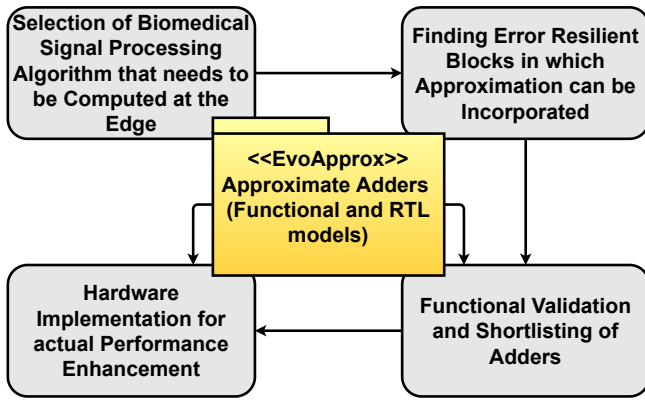 Selection of Biomedical
Signal Processing
Algorithm that needs to
be Computed at the
Edge
Finding Error Resilient
Blocks in which
Approximation can be
Incorporated
<<EvoApprox>>
Approximate Adders
(Functional and RTL
models)
Hardware
Implementation for
actual Performance
Enhancement
Functional Validation
and Shortlisting of
Adders